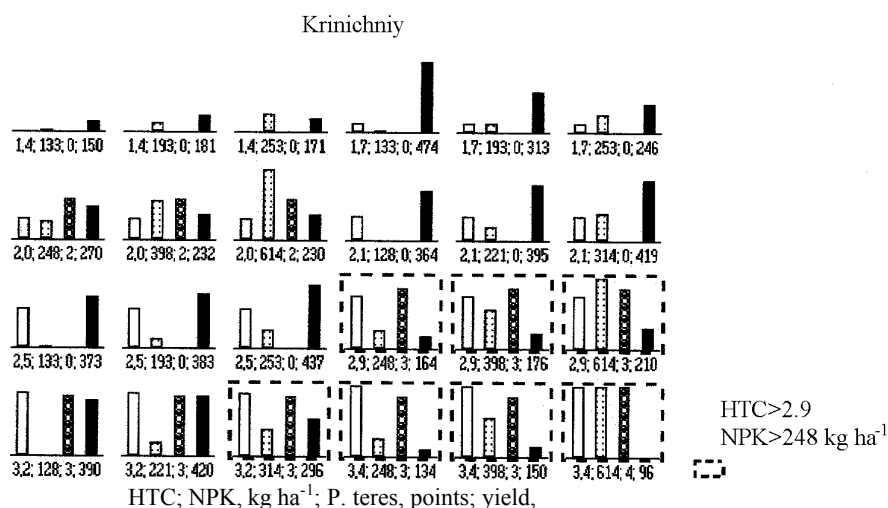 Krinichniy
1,4; 133; 0; 150 1,4; 193; 0; 181 1,4; 253; 0; 171 1,7; 133; 0; 474 1,7; 193; 0; 313 1,7; 253; 0; 246
2,0; 248; 2; 270 2,0; 398; 2; 232 2,0; 614; 2; 230 2,1; 128; 0; 364 2,1; 221; 0; 395 2,1; 314; 0; 419
2,5; 133; 0; 373 2,5; 193; 0; 383 2,5; 253; 0; 437 2,9; 248; 3; 164 2,9; 398; 3; 176 2,9; 614; 3; 210
3,2; 128; 3; 390 3,2; 221; 3; 420 3,2; 314; 3; 296 3,4; 248; 3; 134 3,4; 398; 3; 150 3,4; 614; 4; 96
HTC>2.9
NPK>248 kg ha⁻¹
HTC; NPK, kg ha⁻¹; P. teres, points; yield,